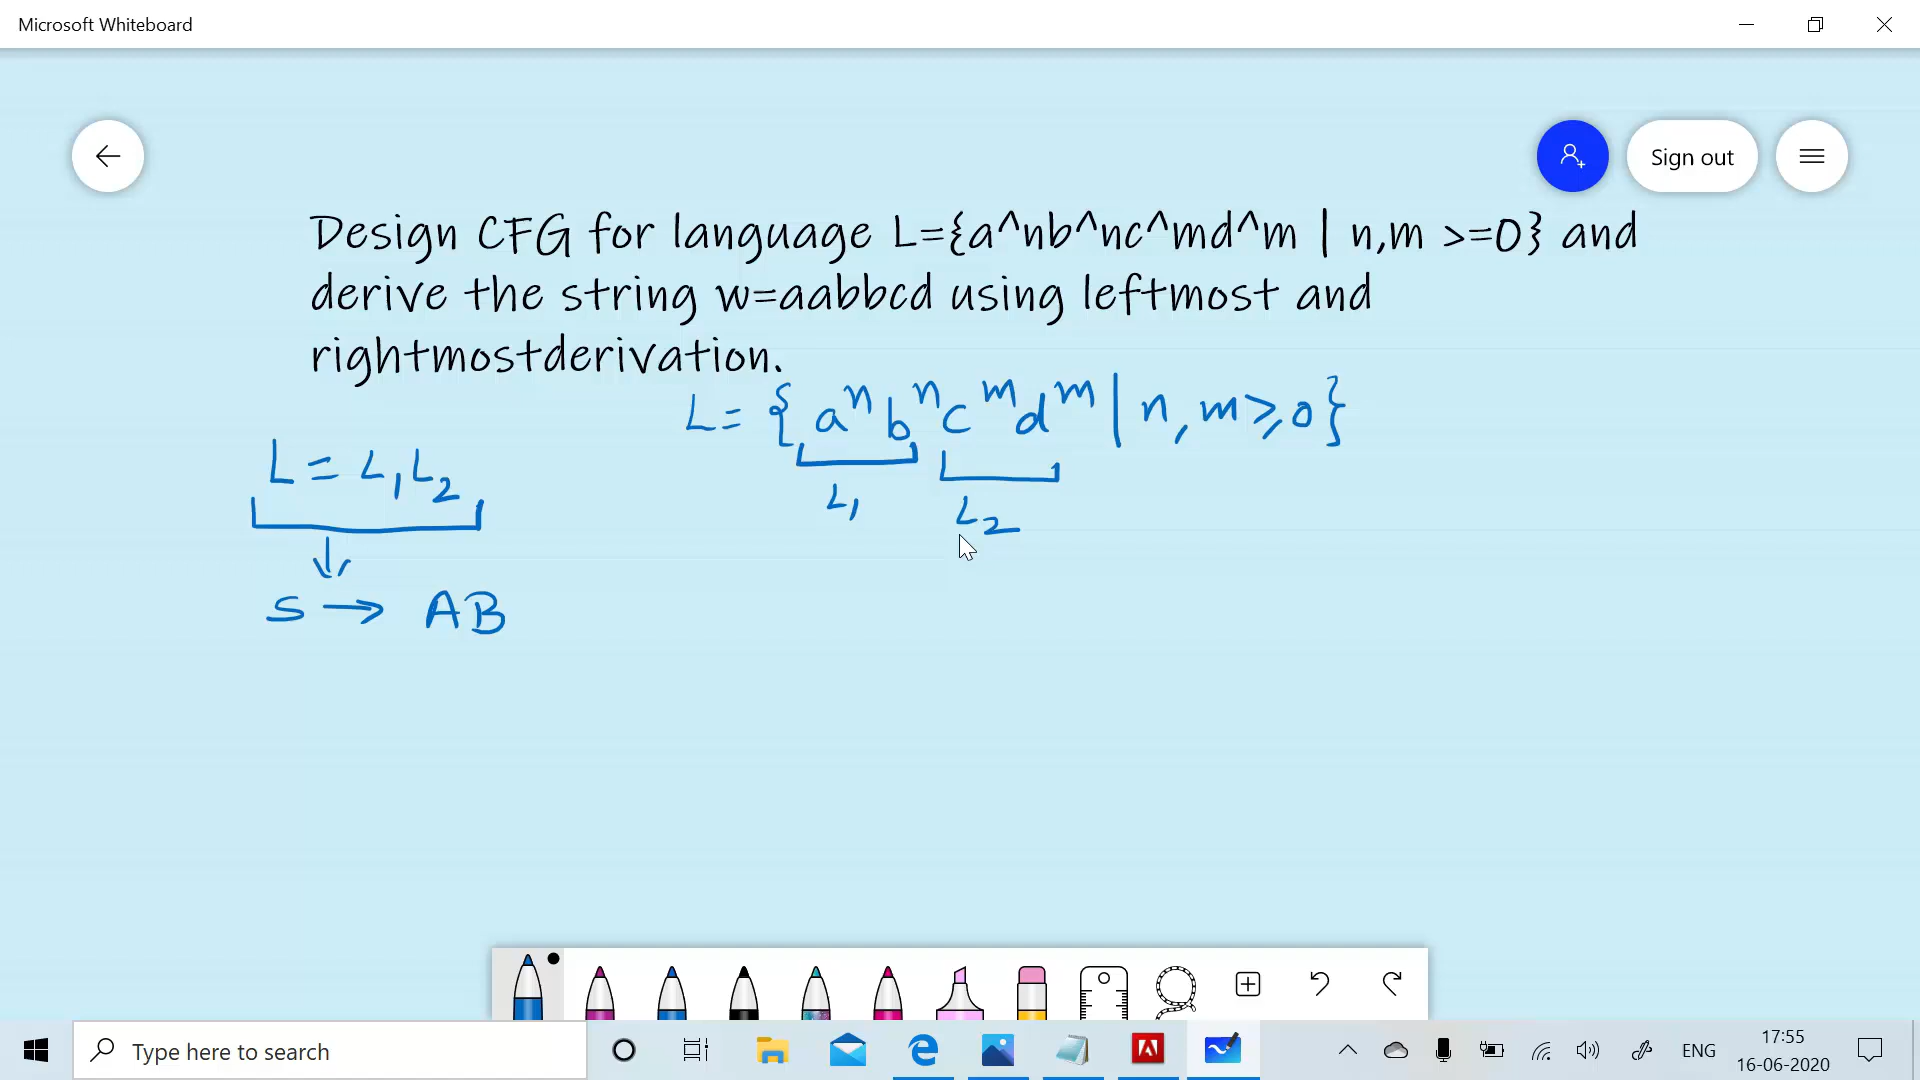 Microsoft Whiteboard
Sign out
Design CFG for language L={a^nb^nc^md^m | n,m >=0} and
derive the string w=aabbcd using leftmost and
rightmostderivation.
L= {aⁿbⁿcᵐdᵐ | n, m ≥ 0}
L = L₁L₂
L₁
L₂
S → AB
Type here to search
ENG
17:55
16-06-2020